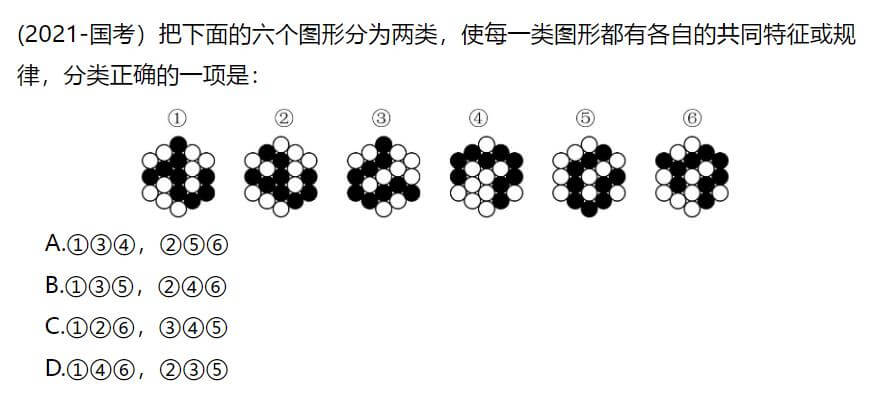 (2021-国考）把下面的六个图形分为两类，使每一类图形都有各自的共同特征或规
律，分类正确的一项是：
① ② ③ ④ ⑤ ⑥
A.①③④，②⑤⑥
B.①③⑤，②④⑥
C.①②⑥，③④⑤
D.①④⑥，②③⑤